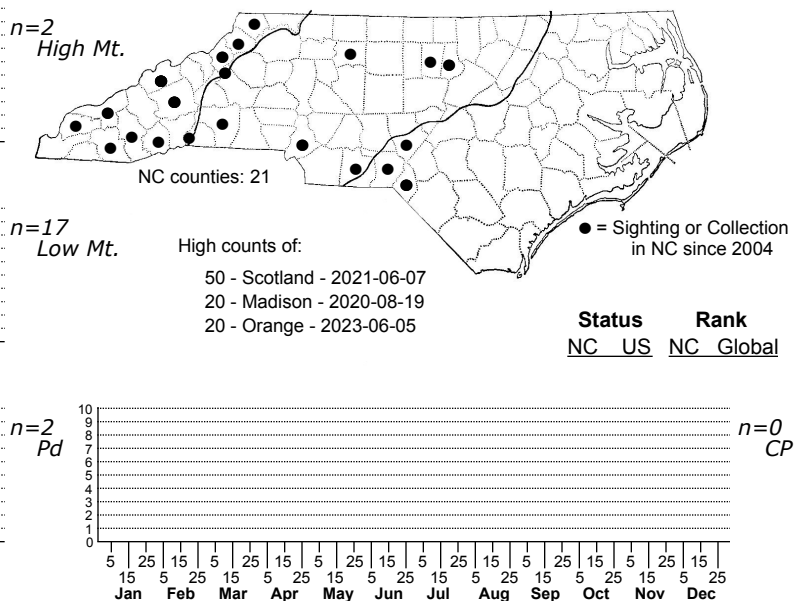 n=2
High Mt.
NC counties: 21
n=17
Low Mt.
High counts of:
50 - Scotland - 2021-06-07
20 - Madison - 2020-08-19
20 - Orange - 2023-06-05
● = Sighting or Collection
in NC since 2004
Status Rank
NC US NC Global
n=2
Pd
n=0
CP
10
9
8
7
6
5
4
3
2
1
0
5 25 15 5 25 15 5 25 15 5 25 15 5 25 15 5 25 15
15 5 25 15 5 25 15 5 25 15 5 25 15 5 25 15 5 25
Jan Feb Mar Apr May Jun Jul Aug Sep Oct Nov Dec